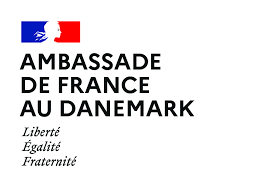 AMBASSADE
DE FRANCE
AU DANEMARK
Liberté
Égalité
Fraternité